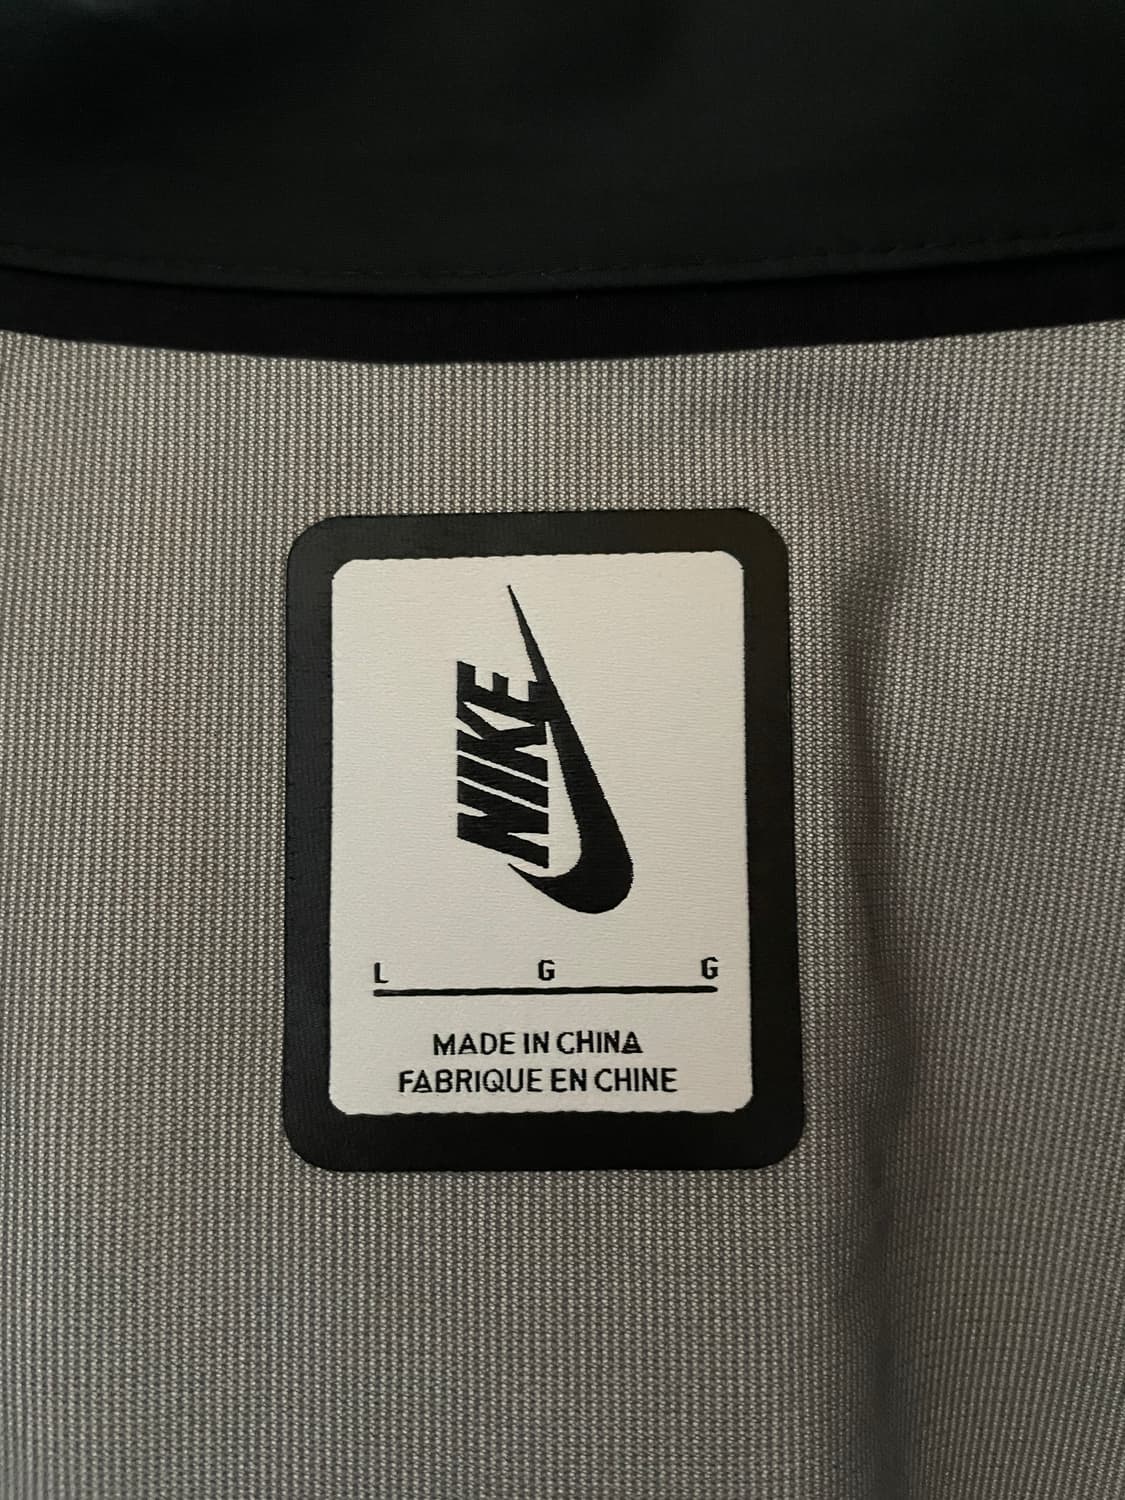 NIKE
L G G
MADE IN CHINA
FABRIQUE EN CHINE